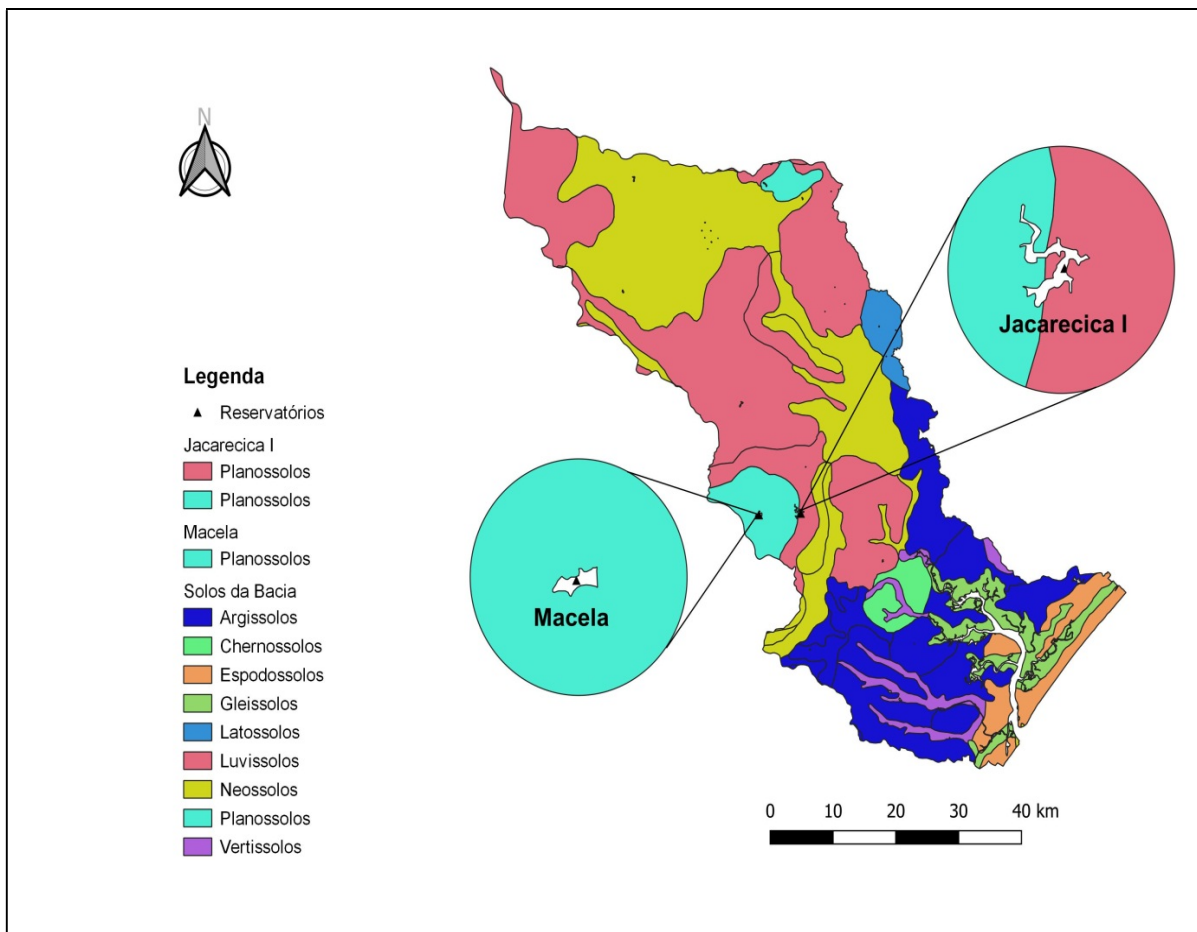 N
Jacarecica I
Legenda
Reservatórios
Jacarecica I
Planossolos
Planossolos
Macela
Planossolos
Solos da Bacia
Argissolos
Chernossolos
Espodossolos
Gleissolos
Latossolos
Luvissolos
Neossolos
Planossolos
Vertissolos
Macela
0 10 20 30 40 km